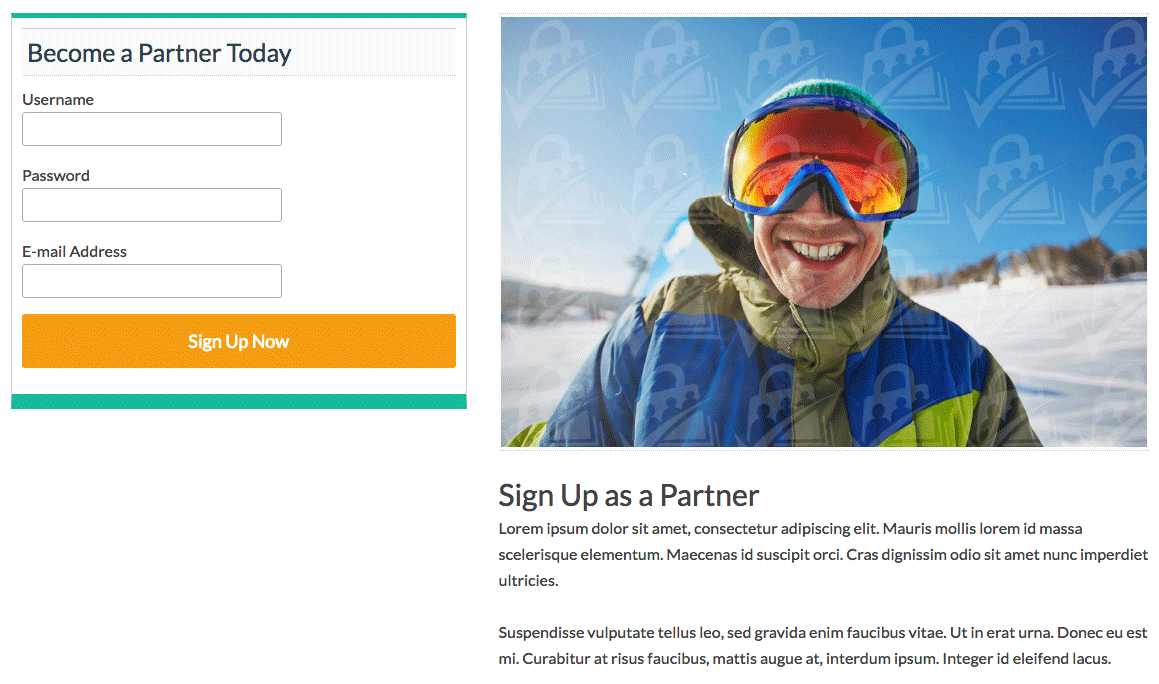 Become a Partner Today
Username
Password
E-mail Address
Sign Up Now
Sign Up as a Partner
Lorem ipsum dolor sit amet, consectetur adipiscing elit. Mauris mollis lorem id massa
scelerisque elementum. Maecenas id suscipit orci. Cras dignissim odio sit amet nunc imperdiet
ultricies.
Suspendisse vulputate tellus leo, sed gravida enim faucibus vitae. Ut in erat urna. Donec eu est
mi. Curabitur at risus faucibus, mattis augue at, interdum ipsum. Integer id eleifend lacus.